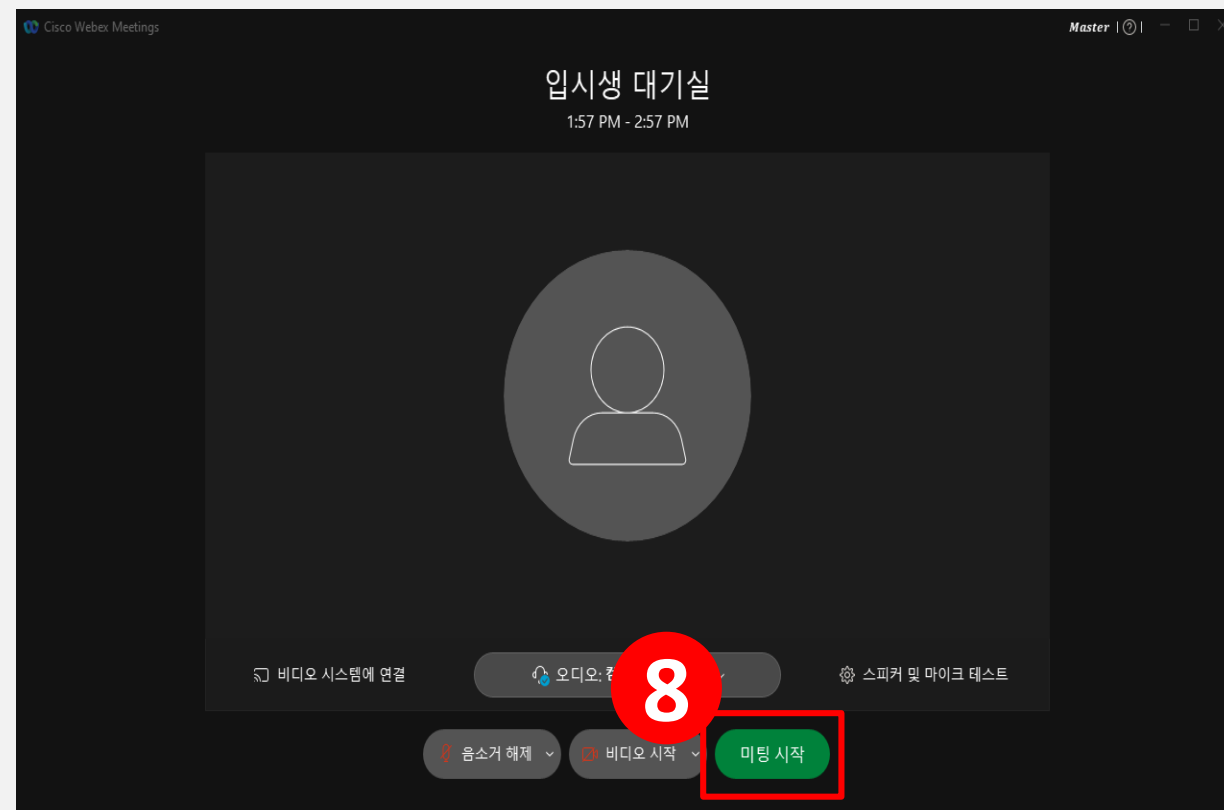 Cisco Webex Meetings
Master
입시생 대기실
1:57 PM - 2:57 PM
비디오 시스템에 연결
오디오:
스피커 및 마이크 테스트
8
음소거 해제
비디오 시작
미팅 시작